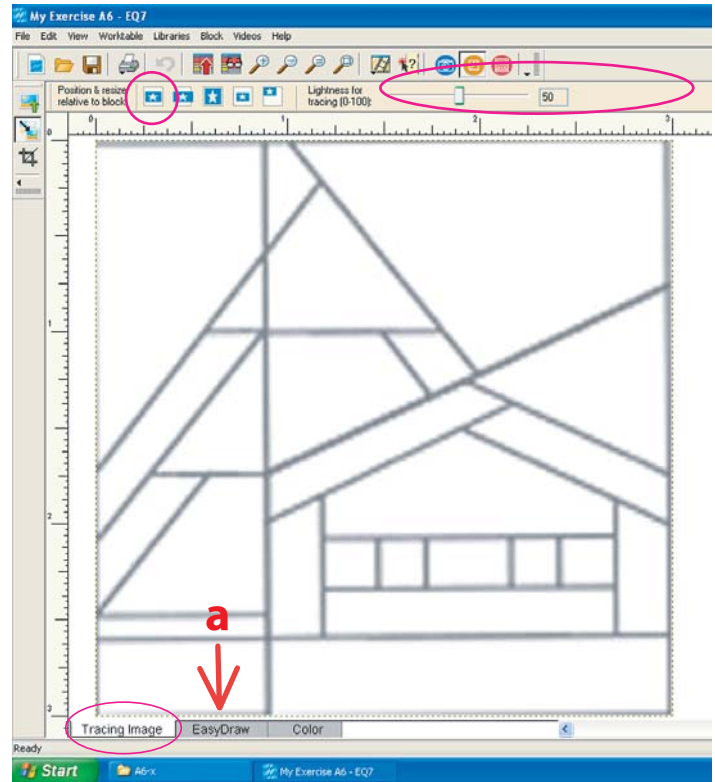 My Exercise A6 - EQ7
File Edit View Worktable Libraries Block Videos Help
Position & resize relative to block:
Lightness for tracing (0-100):
50
0 1 2 3
0
1
2
3
a
Tracing Image EasyDraw Color
Ready
Start A6-x My Exercise A6 - EQ7